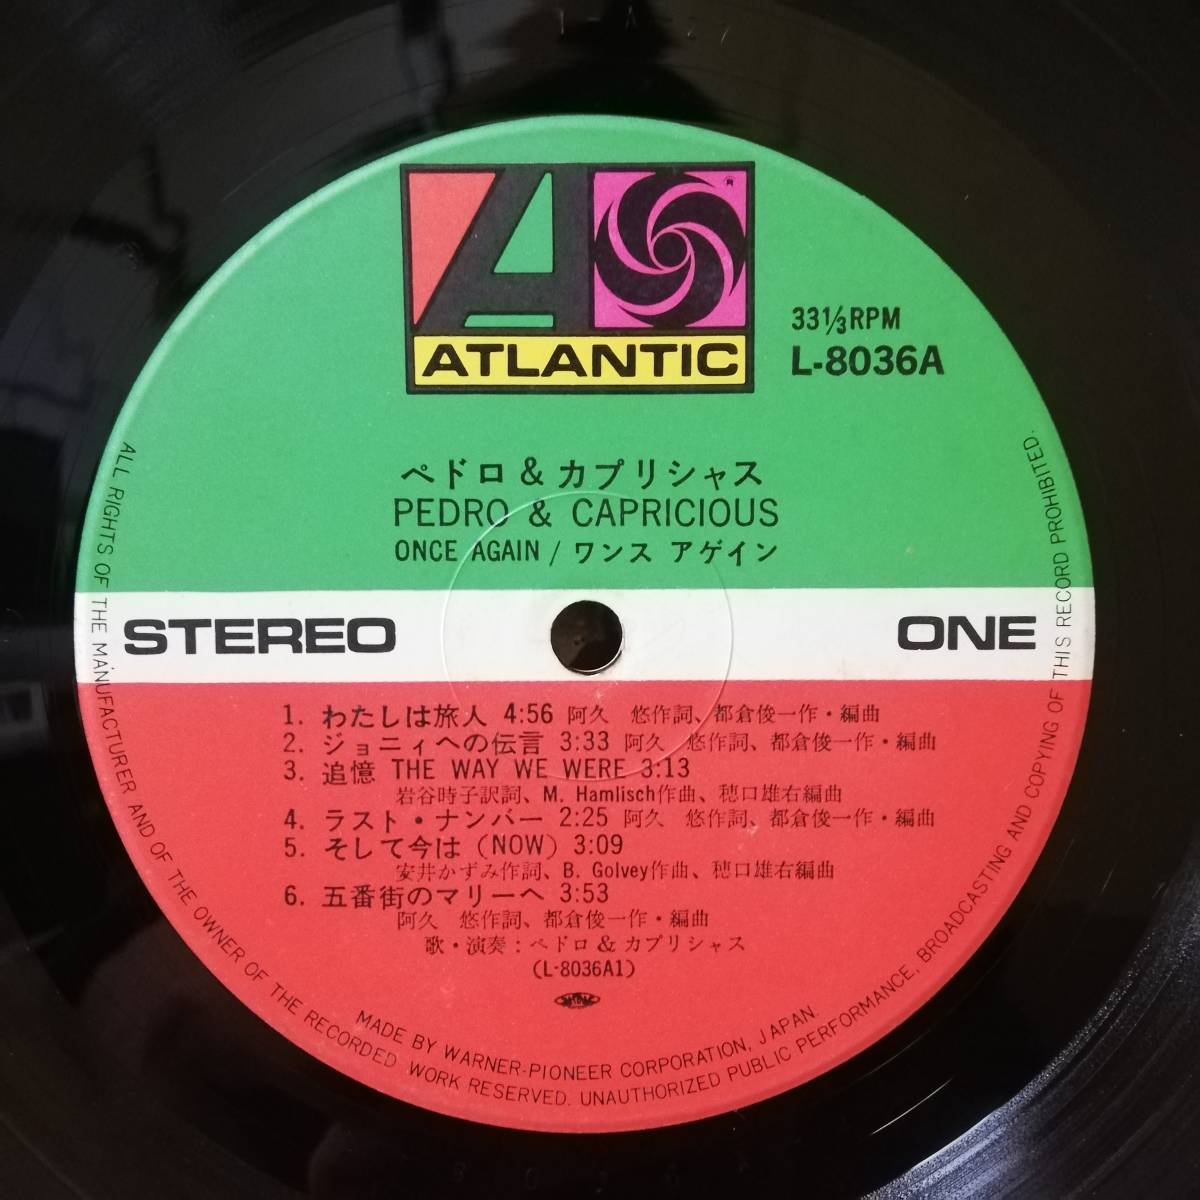 ATLANTIC
®
33⅓RPM
L-8036A
ペドロ & カプリシャス
PEDRO & CAPRICIOUS
ONCE AGAIN / ワンス アゲイン
STEREO
ONE
1. わたしは旅人 4:56 阿久 悠作詞、都倉俊一作・編曲
2. ジョニィへの伝言 3:33 阿久 悠作詞、都倉俊一作・編曲
3. 追憶 THE WAY WE WERE 3:13
岩谷時子訳詞、M. Hamlisch作曲、穂口雄右編曲
4. ラスト・ナンバー 2:25 阿久 悠作詞、都倉俊一作・編曲
5. そして今は (NOW) 3:09
安井かずみ作詞、B. Golvey作曲、穂口雄右編曲
6. 五番街のマリーへ 3:53
阿久 悠作詞、都倉俊一作・編曲
歌・演奏：ペドロ & カプリシャス
(L-8036A1)
MADE BY WARNER-PIONEER CORPORATION, JAPAN.
ALL RIGHTS OF THE MANUFACTURER AND OF THE OWNER OF THE RECORDED WORK RESERVED. UNAUTHORIZED PUBLIC PERFORMANCE, BROADCASTING AND COPYING OF THIS RECORD PROHIBITED.